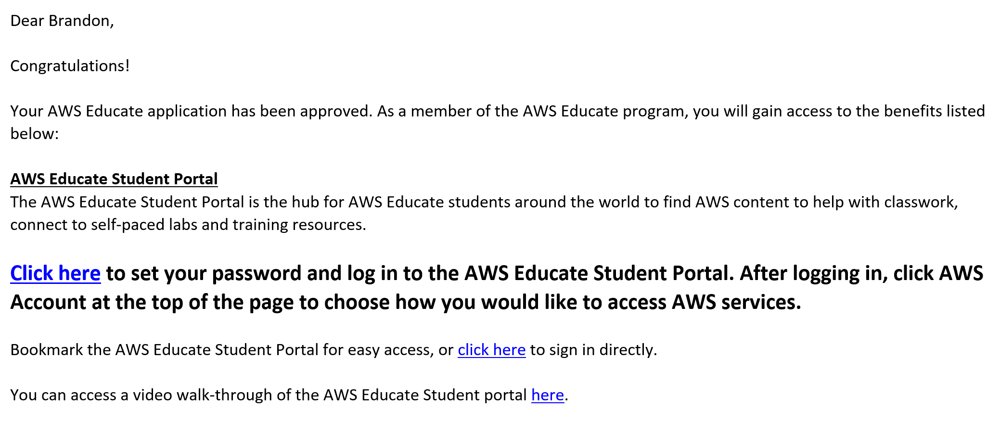 Dear Brandon,
Congratulations!
Your AWS Educate application has been approved. As a member of the AWS Educate program, you will gain access to the benefits listed
below:
AWS Educate Student Portal
The AWS Educate Student Portal is the hub for AWS Educate students around the world to find AWS content to help with classwork,
connect to self-paced labs and training resources.
Click here to set your password and log in to the AWS Educate Student Portal. After logging in, click AWS
Account at the top of the page to choose how you would like to access AWS services.
Bookmark the AWS Educate Student Portal for easy access, or click here to sign in directly.
You can access a video walk-through of the AWS Educate Student portal here.